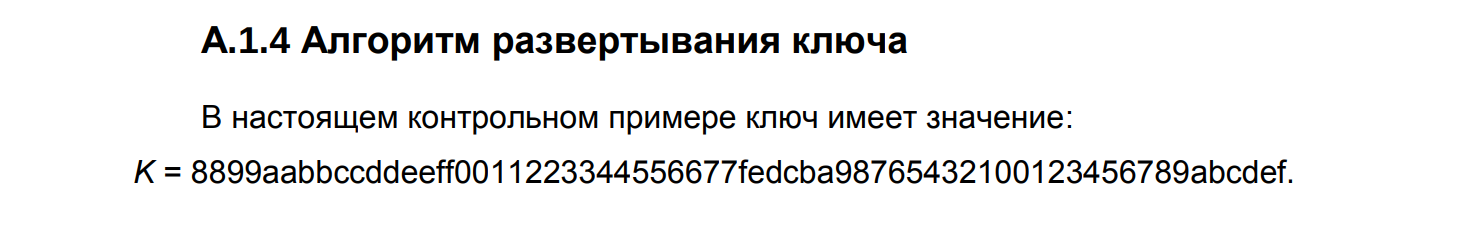 А.1.4 Алгоритм развертывания ключа
В настоящем контрольном примере ключ имеет значение:
K = 8899aabbccddeeff0011223344556677fedcba98765432100123456789abcdef.